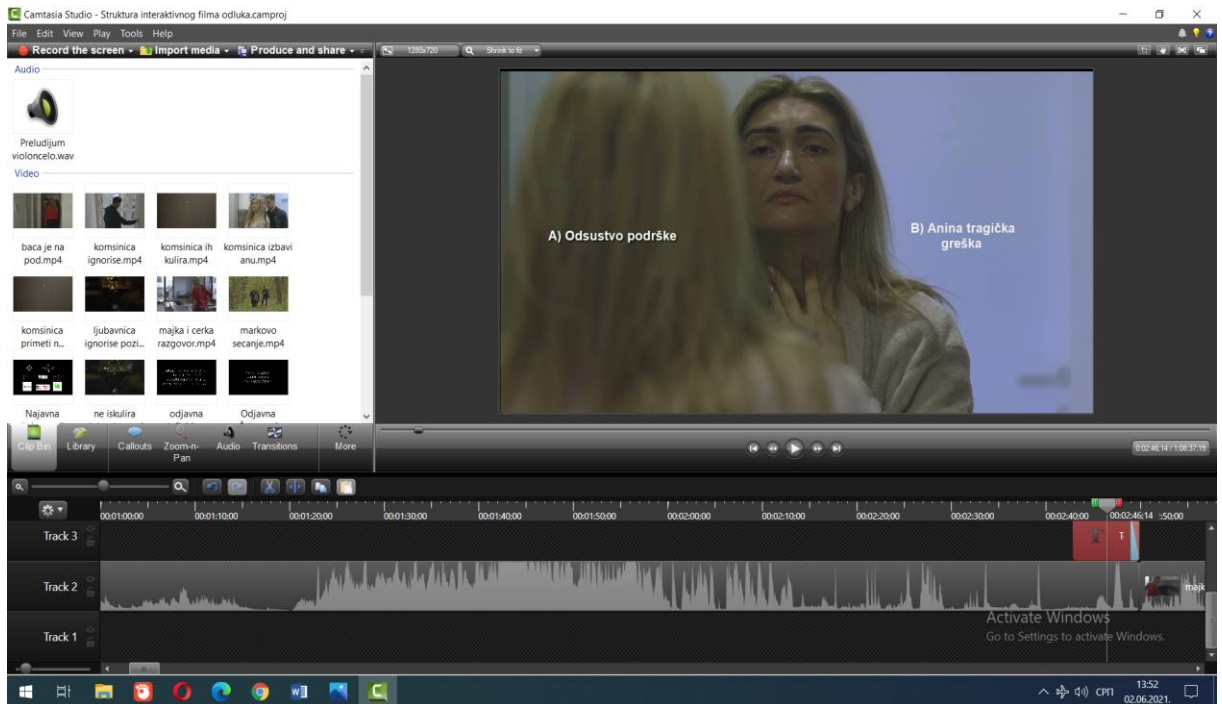 Camtasia Studio - Struktura interaktivnog filma odluka.camproj
File Edit View Play Tools Help
Record the screen Import media Produce and share
1280x720 Shrink to fit
Audio
Preludijum
violoncelo.wav
Video
baca je na
pod.mp4
komsinica
ignorise.mp4
komsinica ih
kulira.mp4
komsinica izbavi
anu.mp4
komsinica
primeti n...
ljubavnica
ignorise pozi...
majka i cerka
razgovor.mp4
markovo
secanje.mp4
Najavna
ne iskulira
odjavna
Odjavna
A) Odsustvo podrške
B) Anina tragička
greška
Clip Bin
Library
Callouts
Zoom-n-
Pan
Audio
Transitions
More
0:02:46;14 / 1:08:37;19
00:01:00;00 00:01:10;00 00:01:20;00 00:01:30;00 00:01:40;00 00:01:50;00 00:02:00;00 00:02:10;00 00:02:20;00 00:02:30;00 00:02:40;00 00:02:46;14 :50;00
Track 3
T T
Track 2
majk
Track 1
Activate Windows
Go to Settings to activate Windows.
СРП
13:52
02.06.2021.